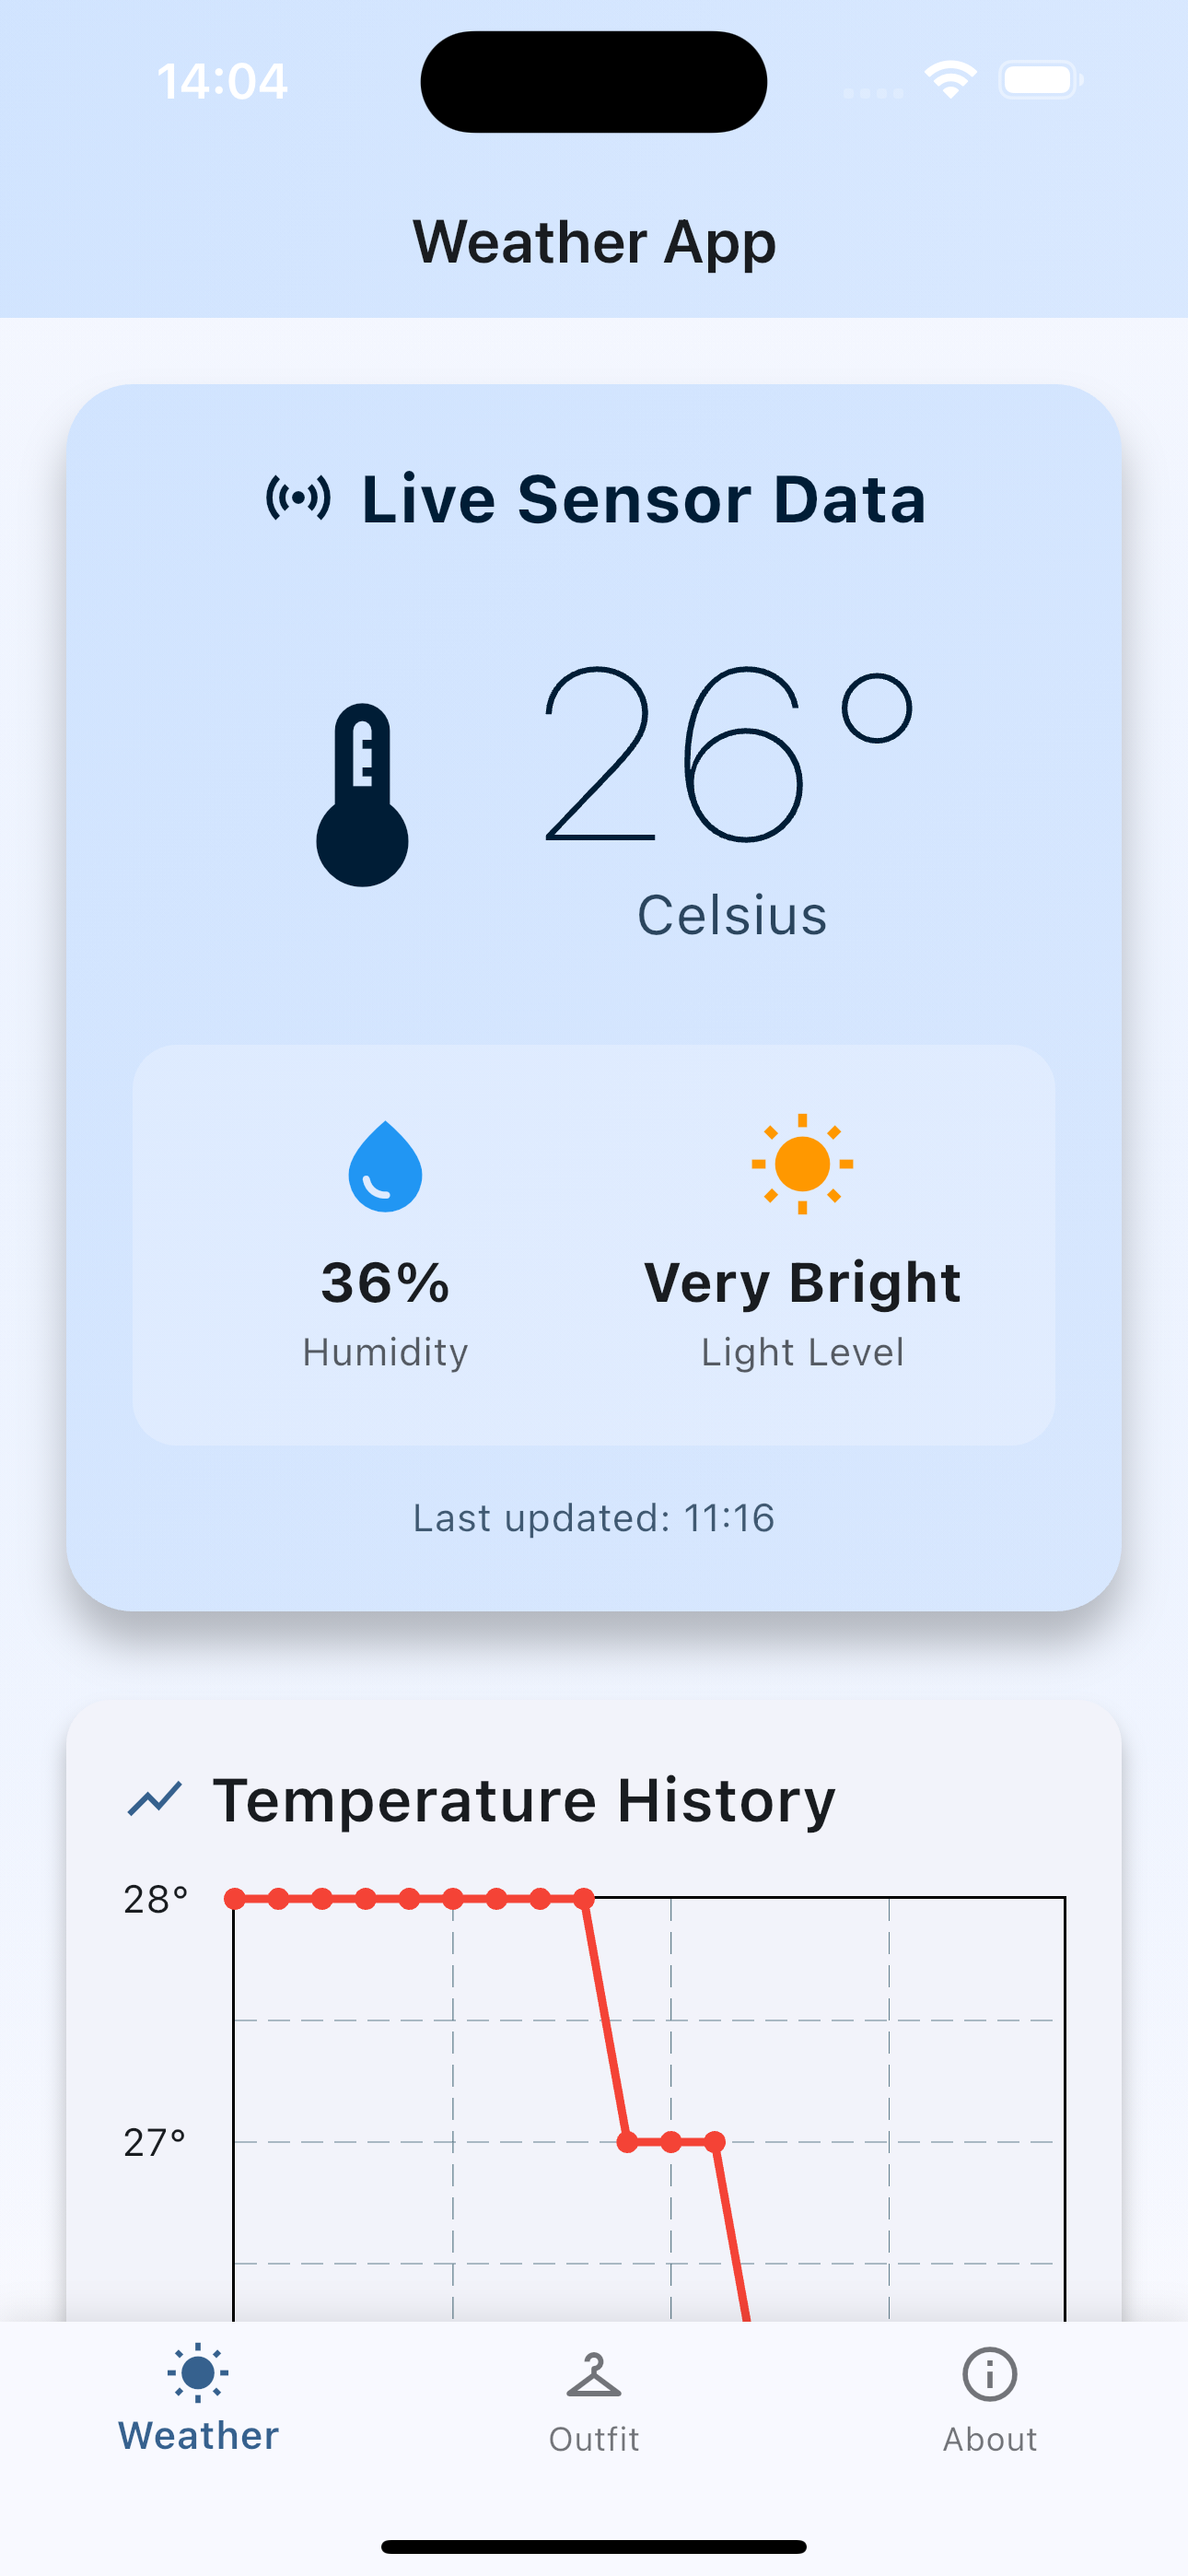 14:04
Weather App
Live Sensor Data
26°
Celsius
36%
Humidity
Very Bright
Light Level
Last updated: 11:16
Temperature History
28°
27°
Weather
Outfit
About